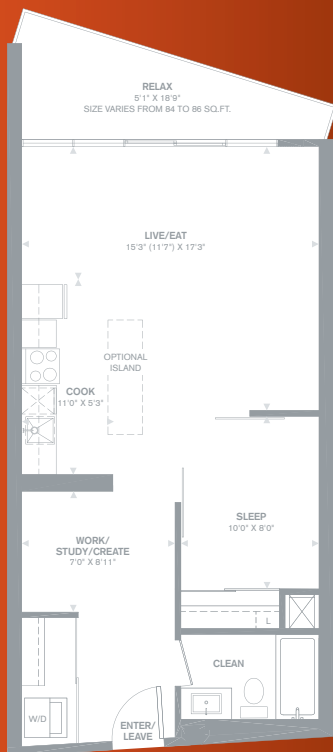 RELAX
5'1" X 18'9"
SIZE VARIES FROM 84 TO 86 SQ.FT.
LIVE/EAT
15'3" (11'7") X 17'3"
OPTIONAL
ISLAND
COOK
11'0" X 5'3"
SLEEP
10'0" X 8'0"
WORK/
STUDY/CREATE
7'0" X 8'11"
L
CLEAN
W/D
ENTER/
LEAVE